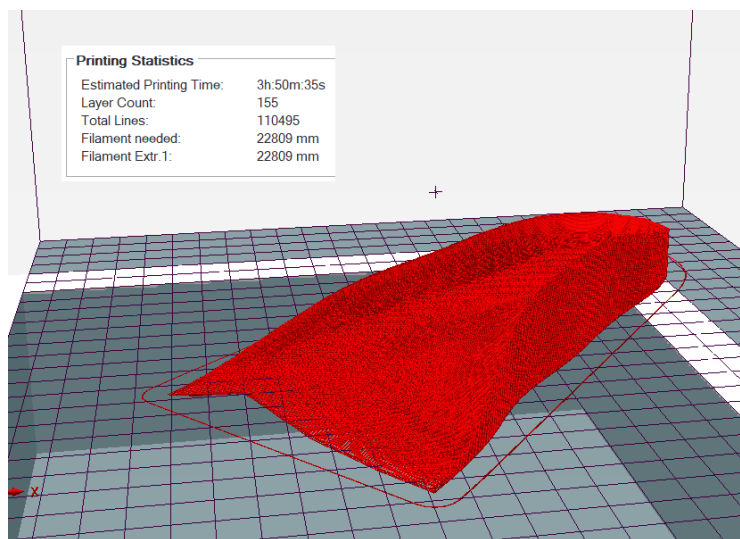 Printing Statistics
Estimated Printing Time: 3h:50m:35s
Layer Count: 155
Total Lines: 110495
Filament needed: 22809 mm
Filament Extr.1: 22809 mm
X